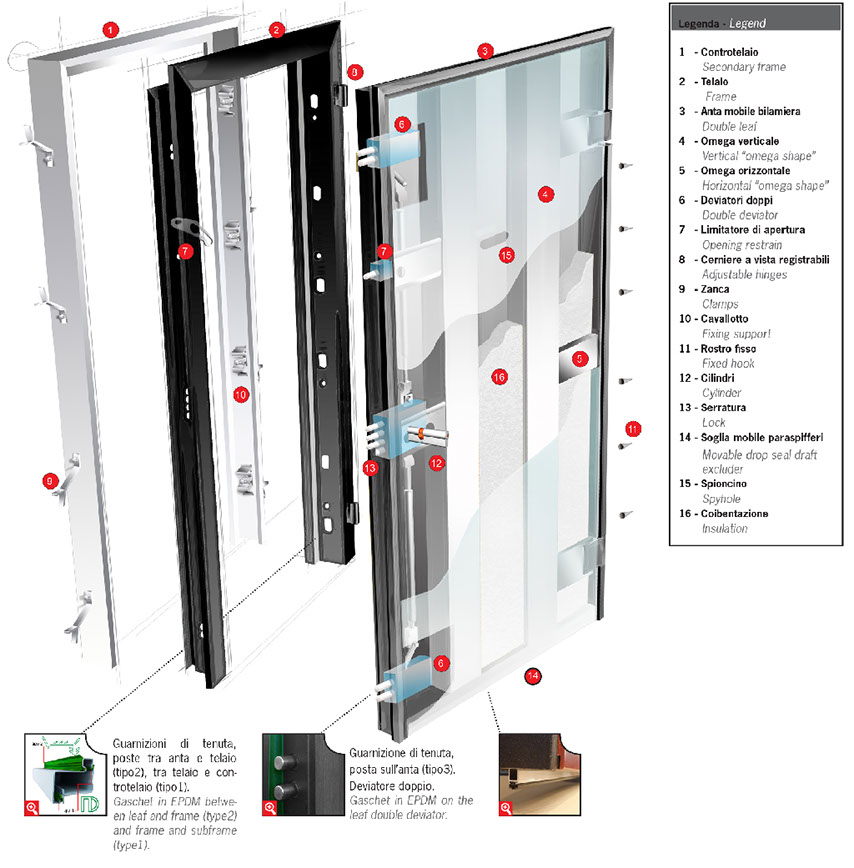 Legenda - Legend
1 - Controtelaio
Secondary frame
2 - Telaio
Frame
3 - Anta mobile bilamiera
Double leaf
4 - Omega verticale
Vertical “omega shape”
5 - Omega orizzontale
Horizontal “omega shape”
6 - Deviatori doppi
Double deviator
7 - Limitatore di apertura
Opening restrain
8 - Cerniere a vista registrabili
Adjustable hinges
9 - Zanca
Clamps
10 - Cavallotto
Fixing support
11 - Rostro fisso
Fixed hook
12 - Cilindri
Cylinder
13 - Serratura
Lock
14 - Soglia mobile paraspifferi
Movable drop seal draft
excluder
15 - Spioncino
Spyhole
16 - Coibentazione
Insulation
1
2
3
8
6
4
7
7
15
5
16
10
11
12
13
9
6
14
Guarnizioni di tenuta,
poste tra anta e telaio
(tipo2), tra telaio e con-
trotelaio (tipo1).
Gaschet in EPDM betwe-
en leaf and frame (type2)
and frame and subframe
(type1).
Guarnizione di tenuta,
posta sull'anta (tipo3).
Deviatore doppio.
Gaschet in EPDM on the
leaf double deviator.